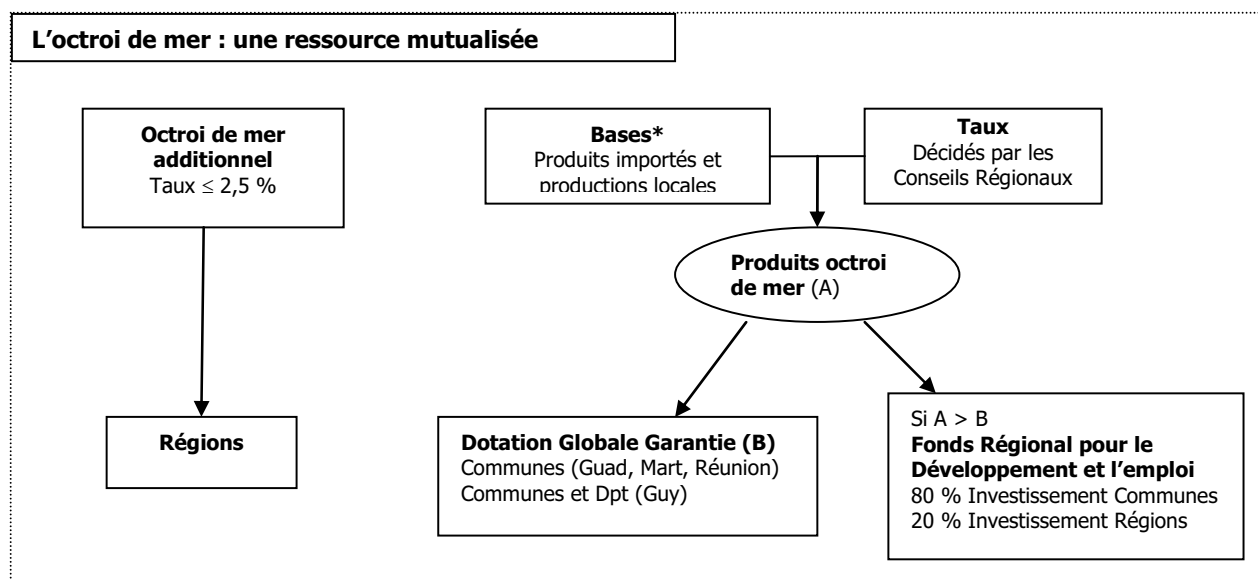 L'octroi de mer : une ressource mutualisée
Octroi de mer
additionnel
Taux ≤ 2,5 %
Bases*
Produits importés et
productions locales
Taux
Décidés par les
Conseils Régionaux
Produits octroi
de mer (A)
Régions
Dotation Globale Garantie (B)
Communes (Guad, Mart, Réunion)
Communes et Dpt (Guy)
Si A > B
Fonds Régional pour le
Développement et l'emploi
80 % Investissement Communes
20 % Investissement Régions